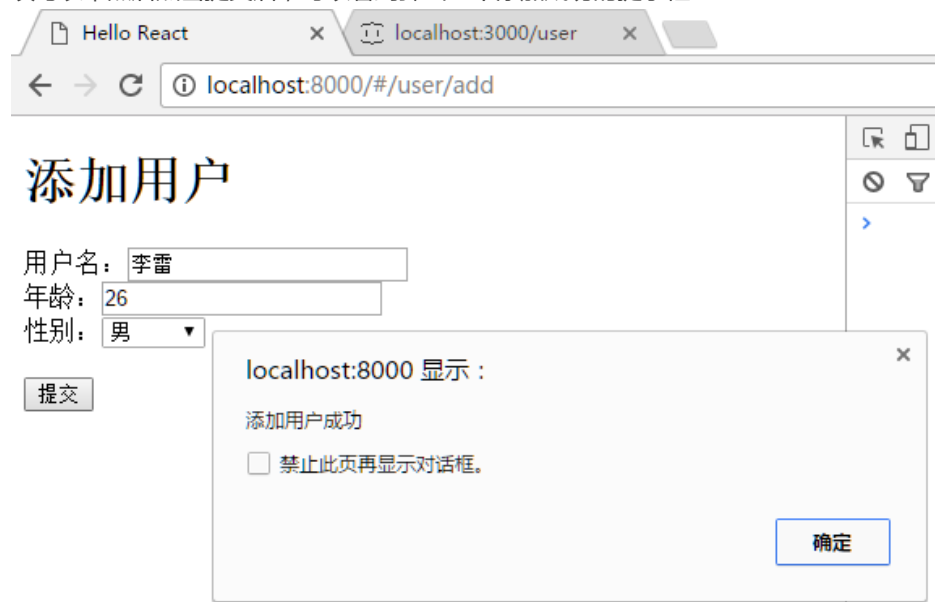 Hello React
localhost:3000/user
localhost:8000/#/user/add
添加用户
用户名：李雷
年龄：26
性别：男
提交
localhost:8000 显示：
添加用户成功
禁止此页再显示对话框。
确定